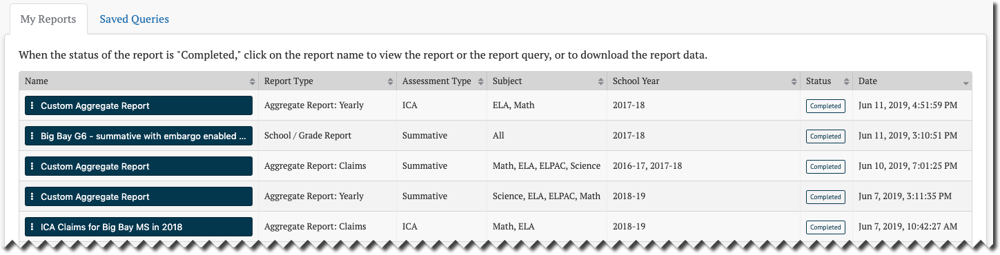 My Reports Saved Queries
When the status of the report is "Completed," click on the report name to view the report or the report query, or to download the report data.
Name Report Type Assessment Type Subject School Year Status Date
Custom Aggregate Report Aggregate Report: Yearly ICA ELA, Math 2017-18 Completed Jun 11, 2019, 4:51:59 PM
Big Bay G6 - summative with embargo enabled ... School / Grade Report Summative All 2017-18 Completed Jun 11, 2019, 3:10:51 PM
Custom Aggregate Report Aggregate Report: Claims Summative Math, ELA, ELPAC, Science 2016-17, 2017-18 Completed Jun 10, 2019, 7:01:25 PM
Custom Aggregate Report Aggregate Report: Yearly Summative Science, ELA, ELPAC, Math 2018-19 Completed Jun 7, 2019, 3:11:35 PM
ICA Claims for Big Bay MS in 2018 Aggregate Report: Claims ICA Math, ELA 2018-19 Completed Jun 7, 2019, 10:42:27 AM